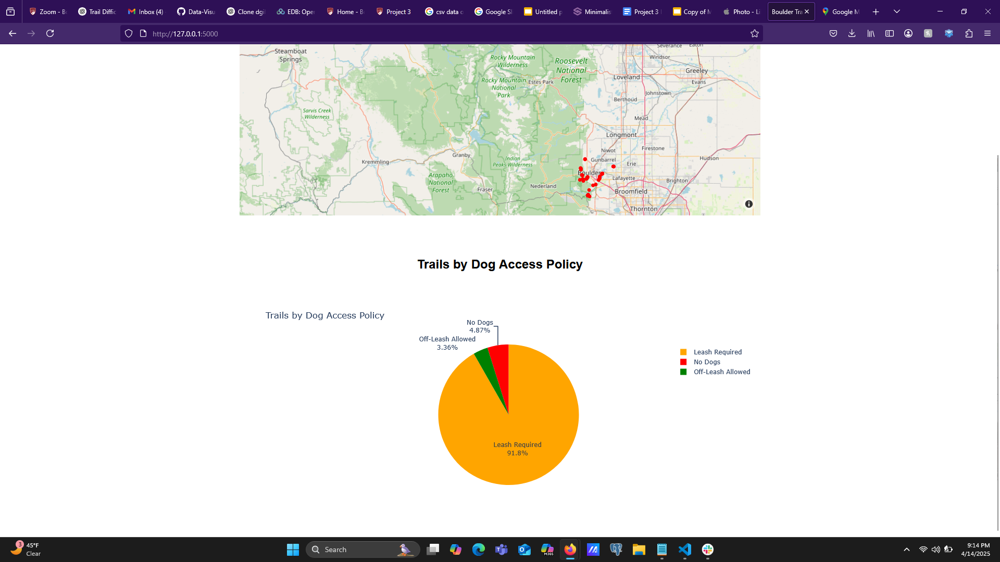 Zoom - Bo
Trail Diffic
Inbox (4)
Data-Visu
Clone dgil
EDB: Oper
Home - Bo
Project 3
csv data o
Google Sl
Untitled p
Minimalis
Project 3
Copy of M
Photo - Li
Boulder Tra
Google M
http://127.0.0.1:5000
Steamboat
Springs
Rocky Mountain
Wilderness
Roosevelt
National
Forest
Severance
Eaton
Windsor
Greeley
Evans
Loveland
Rocky Mountain
National
Park
Estes Park
Johnstown
Berthoud
Sarvis Creek
Wilderness
Mead
Longmont
Granby
Kremmling
Indian
Peaks Wilderness
Niwot
Firestone
Gunbarrel
Erie
Hudson
Arapaho
National
Forest
Boulder
Lafayette
Brighton
Fraser
Nederland
Broomfield
Thornton
Trails by Dog Access Policy
Trails by Dog Access Policy
No Dogs
4.87%
Off-Leash Allowed
3.36%
Leash Required
91.8%
Leash Required
No Dogs
Off-Leash Allowed
3
45°F
Clear
Search
M365
9:14 PM
4/14/2025